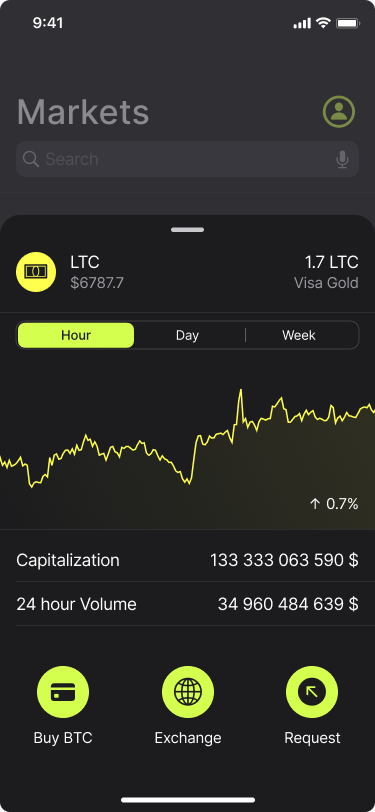 9:41
Markets
Search
LTC
1.7 LTC
$6787.7
Visa Gold
Hour
Day
Week
↑ 0.7%
Capitalization
133 333 063 590 $
24 hour Volume
34 960 484 639 $
Buy BTC
Exchange
Request